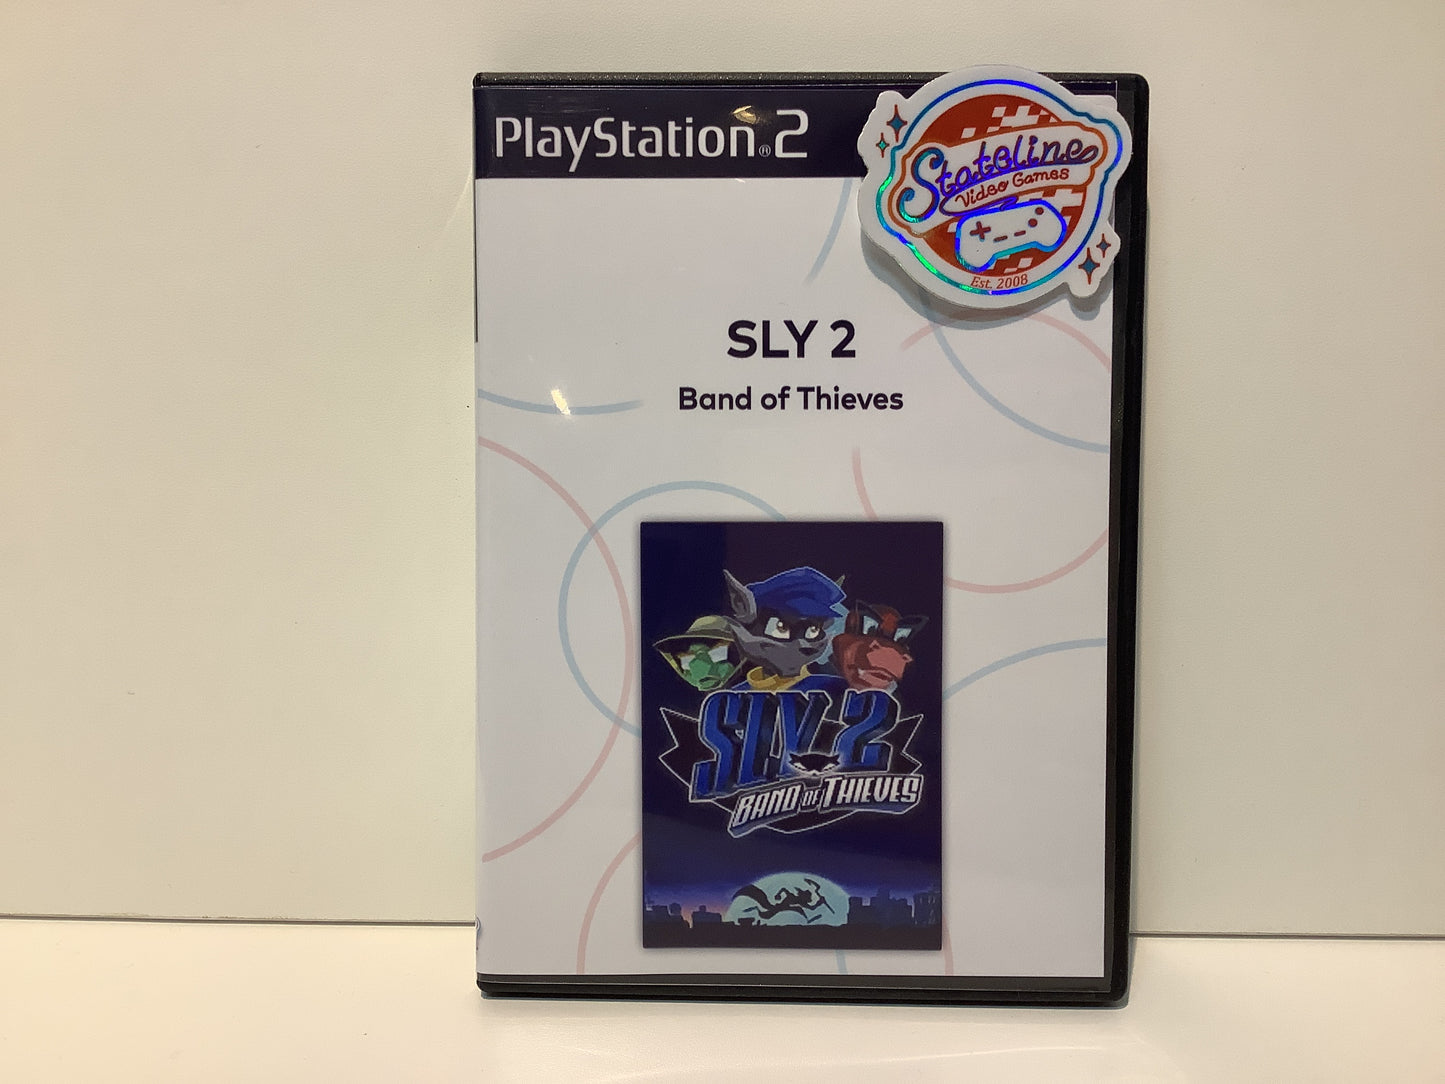 PlayStation®2
Stateline
Video Games
Est. 2008
SLY 2
Band of Thieves
SLY 2
BAND OF THIEVES